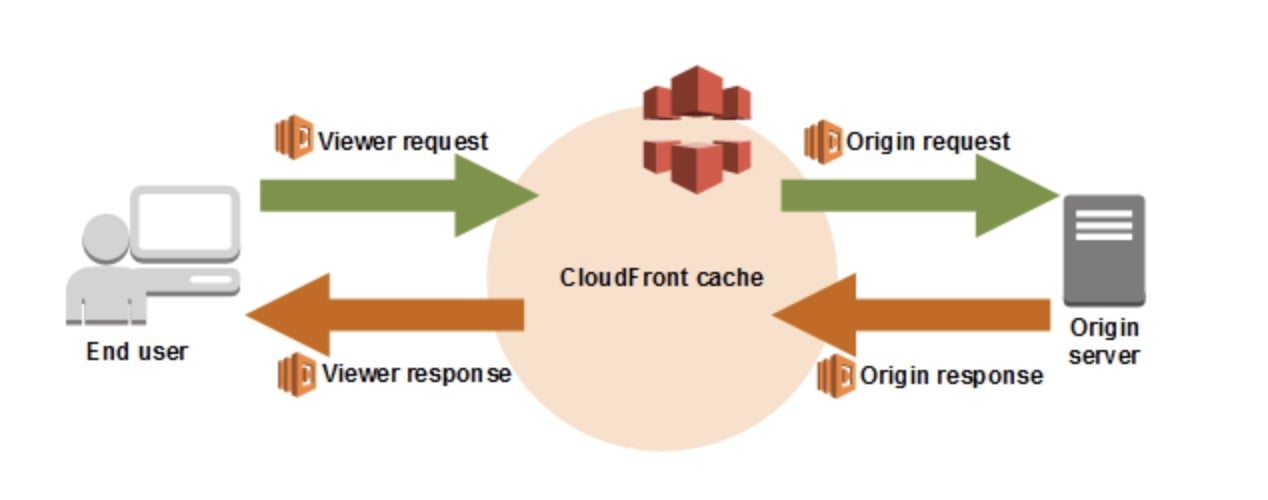 Viewer request
Origin request
CloudFront cache
End user
Origin
server
Viewer response
Origin response